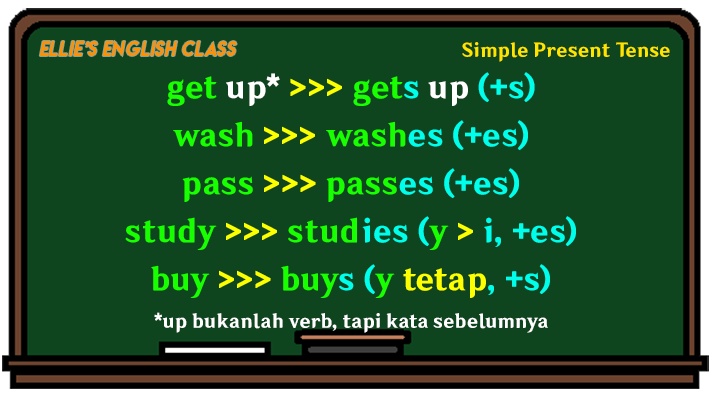 ELLIE'S ENGLISH CLASS
Simple Present Tense
get up* >>> gets up (+s)
wash >>> washes (+es)
pass >>> passes (+es)
study >>> studies (y > i, +es)
buy >>> buys (y tetap, +s)
*up bukanlah verb, tapi kata sebelumnya